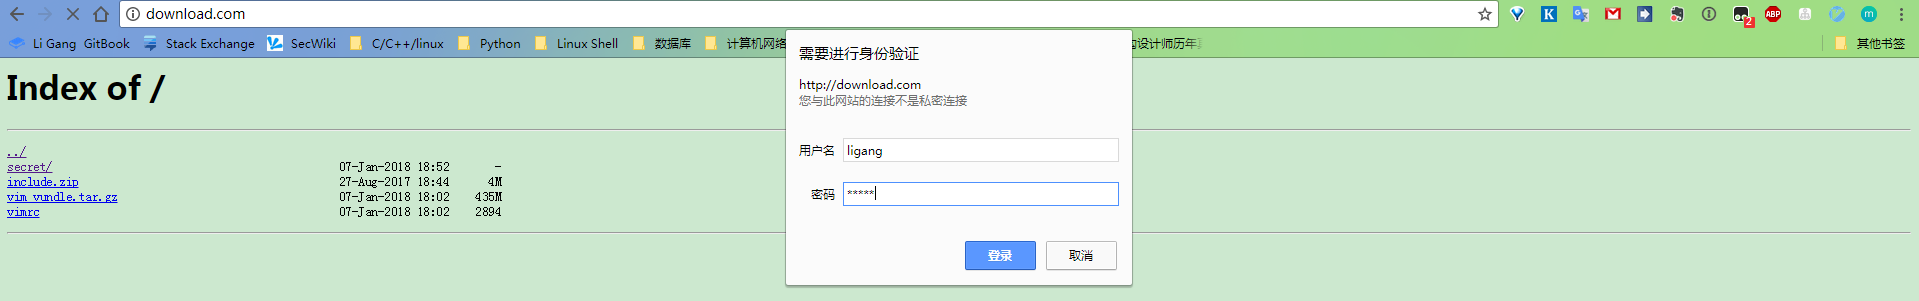 download.com
Li Gang GitBook Stack Exchange SecWiki C/C++/linux Python Linux Shell 数据库 计算机网络 设计师历年 其他书签
2
ABP
m
K
Index of /
../
secret/ 07-Jan-2018 18:52 -
include.zip 27-Aug-2017 18:44 4M
vim_vundle.tar.gz 07-Jan-2018 18:02 435M
vimrc 07-Jan-2018 18:02 2894
需要进行身份验证
http://download.com
您与此网站的连接不是私密连接
用户名 ligang
密码 *****
登录 取消